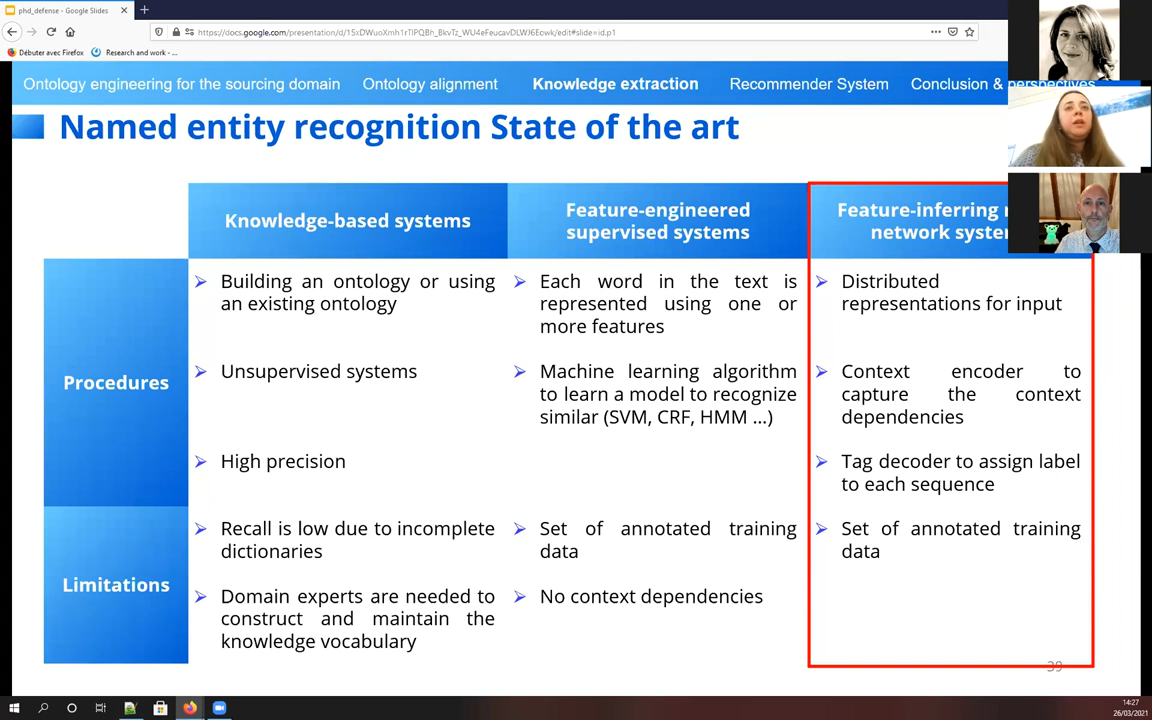 phd_defense - Google Slides
https://docs.google.com/presentation/d/15xDWuoXmh1rTlPQBh_BkvTz_WU4eFeucavDLWJ6Eowk/edit#slide=id.p1
Débuter avec Firefox
Research and work - ...
Ontology engineering for the sourcing domain
Ontology alignment
Knowledge extraction
Recommender System
Conclusion & perspectives
Named entity recognition State of the art
Knowledge-based systems
Feature-engineered
supervised systems
Feature-inferring
network
Procedures
Building an ontology or using
an existing ontology
Unsupervised systems
High precision
Each word in the text is
represented using one or
more features
Machine learning algorithm
to learn a model to recognize
similar (SVM, CRF, HMM ...)
Distributed
representations for input
Context encoder to
capture the context
dependencies
Tag decoder to assign label
to each sequence
Limitations
Recall is low due to incomplete
dictionaries
Domain experts are needed to
construct and maintain the
knowledge vocabulary
Set of annotated training
data
No context dependencies
Set of annotated training
data
39
14:27
26/03/2021